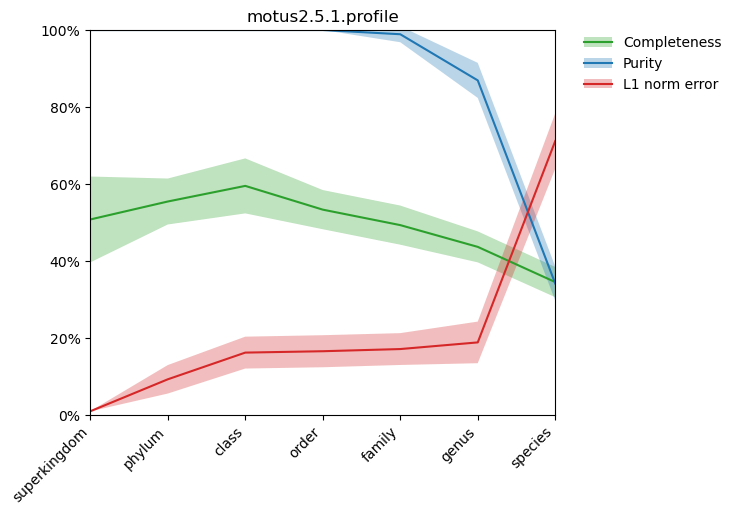 motus2.5.1.profile
100%
80%
60%
40%
20%
0%
superkingdom
phylum
class
order
family
genus
species
Completeness
Purity
L1 norm error